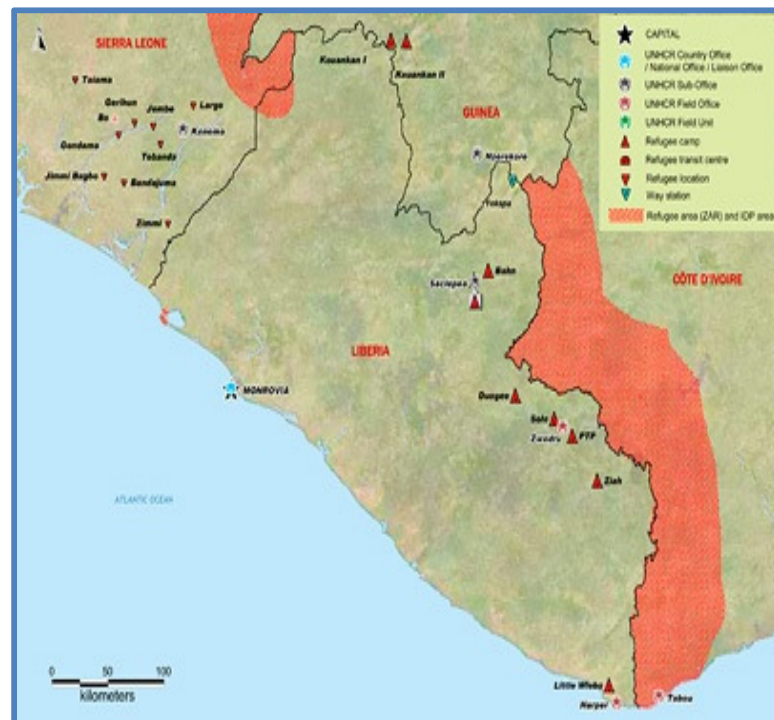 SIERRA LEONE
Taiama
Gerihun
Jembe
Largo
Bo
Gondama
Kenema
Tobanda
Jimmi Bagbo
Bandajuma
Zimmi
Kouankan I
Kouankan II
GUINEA
Nzerekore
CAPITAL
UNHCR Country Office
/ National Office / Liaison Office
UNHCR Sub-Office
UNHCR Field Office
UNHCR Field Unit
Refugee camp
Refugee transit centre
Refugee location
Way station
Refugee area (ZAR) and IDP area
Bahn
Saclepea
CÔTE D'IVOIRE
LIBERIA
MONROVIA
Dougee
Solo
Zwedru
PTP
Ziah
ATLANTIC OCEAN
0 50 100
kilometers
Little Wlebo
Harper
Tabou